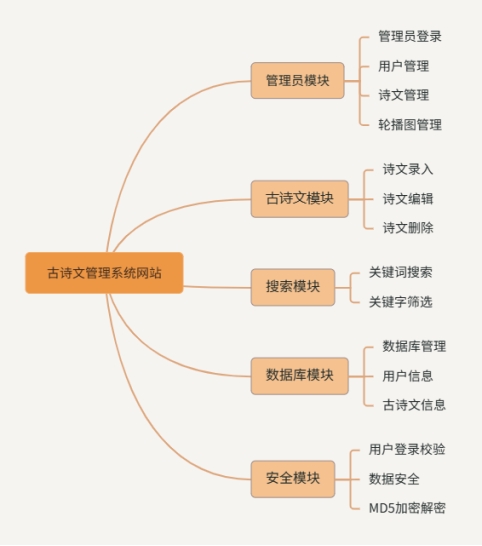 古诗文管理系统网站
管理员模块
管理员登录
用户管理
诗文管理
轮播图管理
古诗文模块
诗文录入
诗文编辑
诗文删除
搜索模块
关键词搜索
关键字筛选
数据库模块
数据库管理
用户信息
古诗文信息
安全模块
用户登录校验
数据安全
MD5加密解密